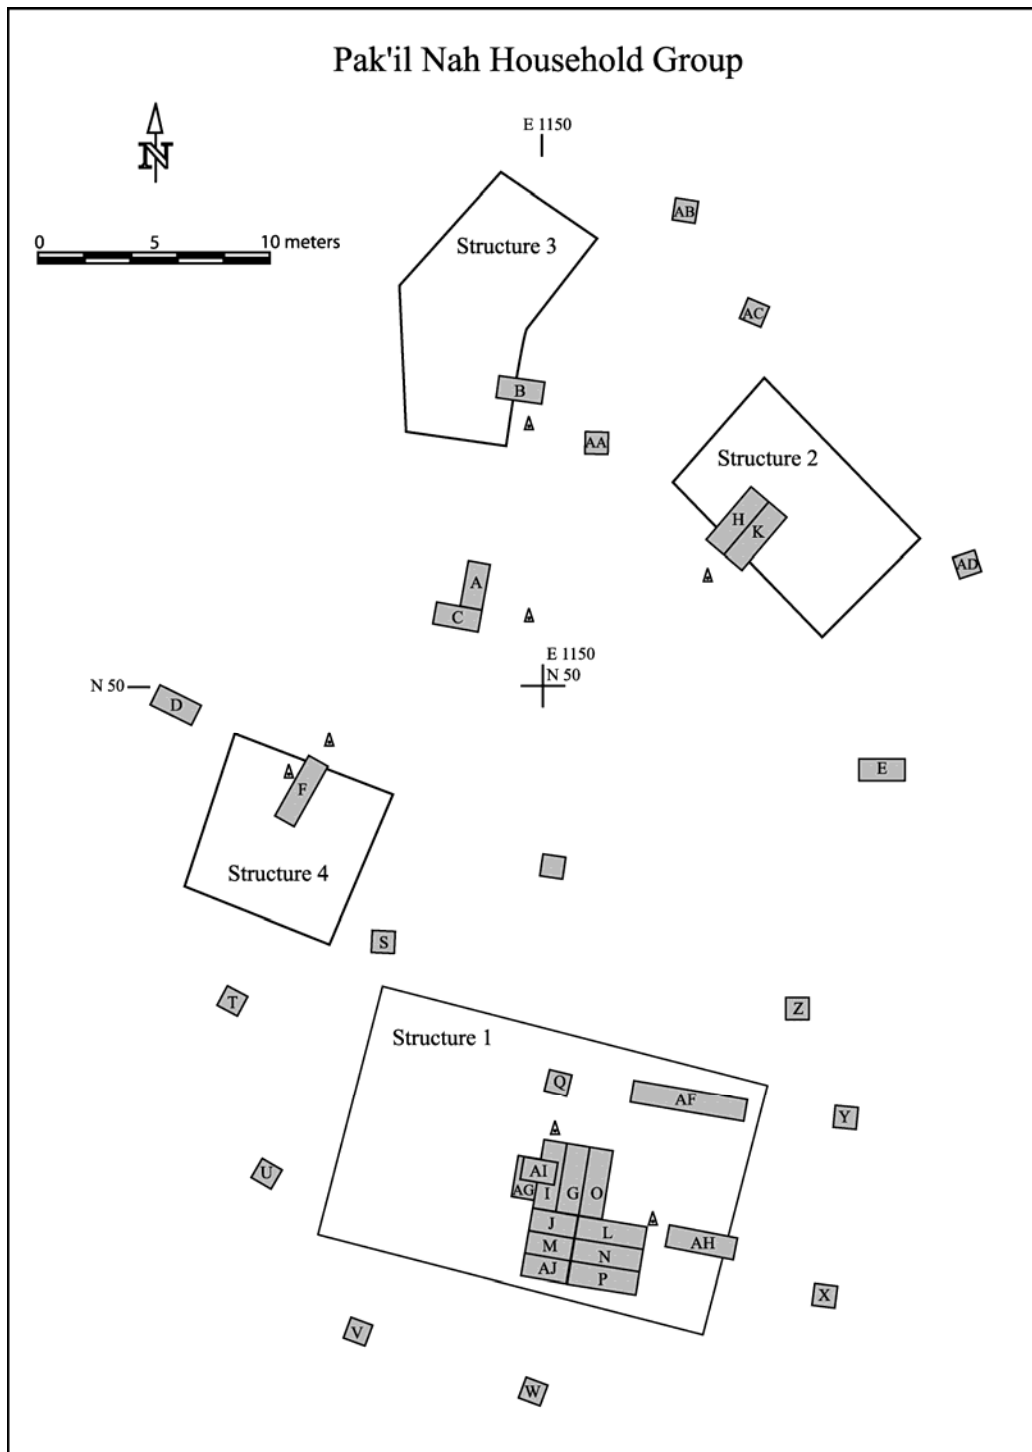 Pak'il Nah Household Group
E 1150
N
0 5 10 meters
AB
Structure 3
AC
B
AA
Structure 2
H
K
AD
A
C
E 1150
N 50
N 50
D
E
F
Structure 4
S
T
Z
Structure 1
Q
AF
Y
U
AI
AG
I
G
O
J
L
M
N
AJ
P
AH
X
V
W